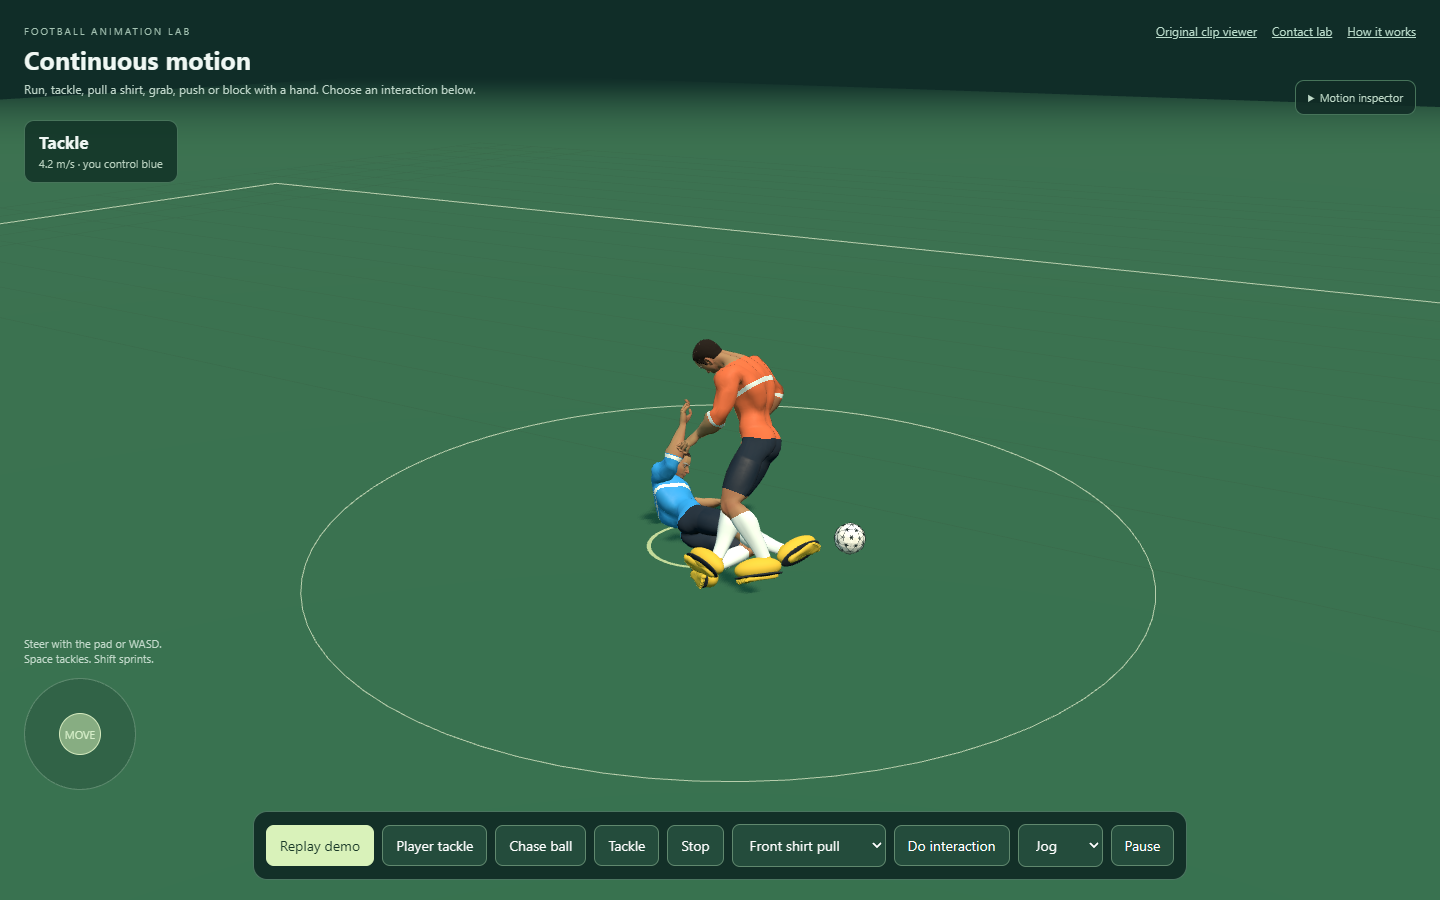 FOOTBALL ANIMATION LAB
Continuous motion
Run, tackle, pull a shirt, grab, push or block with a hand. Choose an interaction below.
Original clip viewer
Contact lab
How it works
▶ Motion inspector
Tackle
4.2 m/s · you control blue
Steer with the pad or WASD.
Space tackles. Shift sprints.
MOVE
Replay demo
Player tackle
Chase ball
Tackle
Stop
Front shirt pull
Do interaction
Jog
Pause